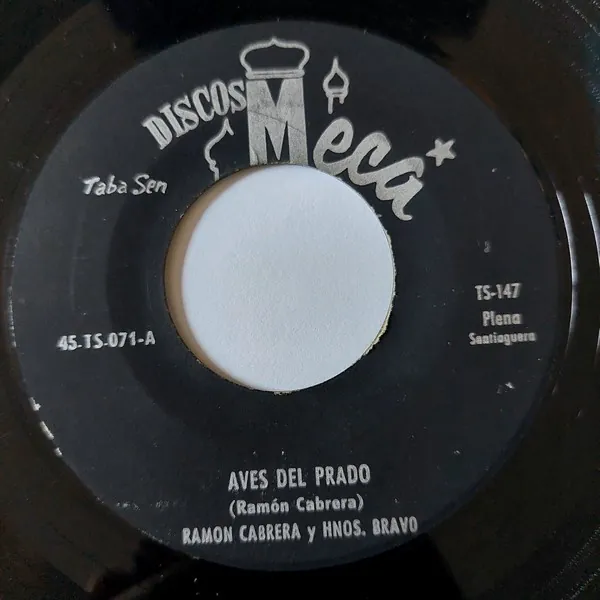 DISCOS Meca
Taba Sen
45-TS-071-A
TS-147
Plena
Santiaguera
AVES DEL PRADO
(Ramón Cabrera)
RAMON CABRERA y HNOS. BRAVO